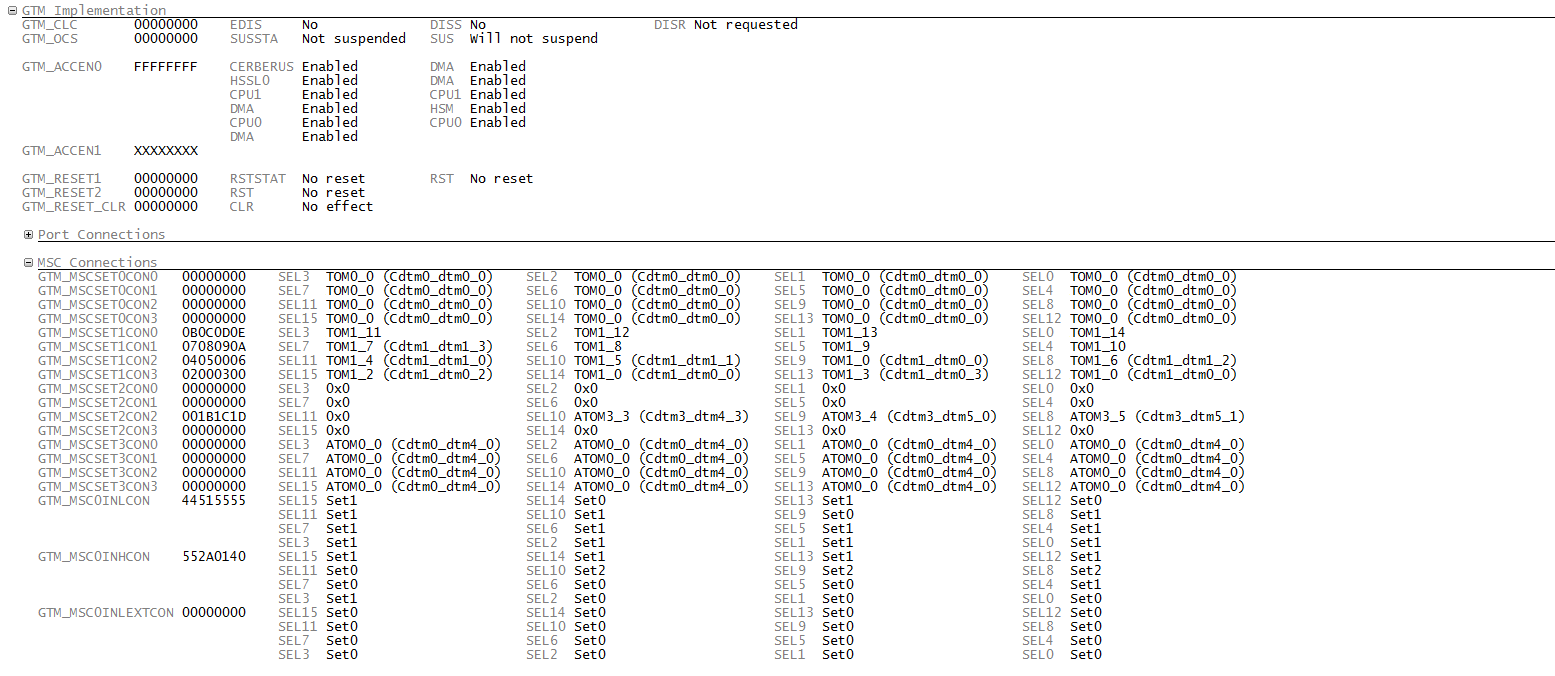 GTM Implementation
GTM_CLC 00000000 EDIS No DISS No DISR Not requested
GTM_OCS 00000000 SUSSTA Not suspended SUS Will not suspend
GTM_ACCEN0 FFFFFFFF CERBERUS Enabled DMA Enabled
HSSL0 Enabled DMA Enabled
CPU1 Enabled CPU1 Enabled
DMA Enabled HSM Enabled
CPU0 Enabled CPU0 Enabled
DMA Enabled
GTM_ACCEN1 XXXXXXXX
GTM_RESET1 00000000 RSTSTAT No reset RST No reset
GTM_RESET2 00000000 RST No reset
GTM_RESET_CLR 00000000 CLR No effect
Port Connections
MSC Connections
GTM_MSCSET0CON0 00000000 SEL3 TOM0_0 (Cdtm0_dtm0_0) SEL2 TOM0_0 (Cdtm0_dtm0_0) SEL1 TOM0_0 (Cdtm0_dtm0_0) SEL0 TOM0_0 (Cdtm0_dtm0_0)
GTM_MSCSET0CON1 00000000 SEL7 TOM0_0 (Cdtm0_dtm0_0) SEL6 TOM0_0 (Cdtm0_dtm0_0) SEL5 TOM0_0 (Cdtm0_dtm0_0) SEL4 TOM0_0 (Cdtm0_dtm0_0)
GTM_MSCSET0CON2 00000000 SEL11 TOM0_0 (Cdtm0_dtm0_0) SEL10 TOM0_0 (Cdtm0_dtm0_0) SEL9 TOM0_0 (Cdtm0_dtm0_0) SEL8 TOM0_0 (Cdtm0_dtm0_0)
GTM_MSCSET0CON3 00000000 SEL15 TOM0_0 (Cdtm0_dtm0_0) SEL14 TOM0_0 (Cdtm0_dtm0_0) SEL13 TOM0_0 (Cdtm0_dtm0_0) SEL12 TOM0_0 (Cdtm0_dtm0_0)
GTM_MSCSET1CON0 0B0C0D0E SEL3 TOM1_11 SEL2 TOM1_12 SEL1 TOM1_13 SEL0 TOM1_14
GTM_MSCSET1CON1 0708090A SEL7 TOM1_7 (Cdtm1_dtm1_3) SEL6 TOM1_8 SEL5 TOM1_9 SEL4 TOM1_10
GTM_MSCSET1CON2 04050006 SEL11 TOM1_4 (Cdtm1_dtm1_0) SEL10 TOM1_5 (Cdtm1_dtm1_1) SEL9 TOM1_0 (Cdtm1_dtm0_0) SEL8 TOM1_6 (Cdtm1_dtm1_2)
GTM_MSCSET1CON3 02000300 SEL15 TOM1_2 (Cdtm1_dtm0_2) SEL14 TOM1_0 (Cdtm1_dtm0_0) SEL13 TOM1_3 (Cdtm1_dtm0_3) SEL12 TOM1_0 (Cdtm1_dtm0_0)
GTM_MSCSET2CON0 00000000 SEL3 0x0 SEL2 0x0 SEL1 0x0 SEL0 0x0
GTM_MSCSET2CON1 00000000 SEL7 0x0 SEL6 0x0 SEL5 0x0 SEL4 0x0
GTM_MSCSET2CON2 001B1C1D SEL11 0x0 SEL10 ATOM3_3 (Cdtm3_dtm4_3) SEL9 ATOM3_4 (Cdtm3_dtm5_0) SEL8 ATOM3_5 (Cdtm3_dtm5_1)
GTM_MSCSET2CON3 00000000 SEL15 0x0 SEL14 0x0 SEL13 0x0 SEL12 0x0
GTM_MSCSET3CON0 00000000 SEL3 ATOM0_0 (Cdtm0_dtm4_0) SEL2 ATOM0_0 (Cdtm0_dtm4_0) SEL1 ATOM0_0 (Cdtm0_dtm4_0) SEL0 ATOM0_0 (Cdtm0_dtm4_0)
GTM_MSCSET3CON1 00000000 SEL7 ATOM0_0 (Cdtm0_dtm4_0) SEL6 ATOM0_0 (Cdtm0_dtm4_0) SEL5 ATOM0_0 (Cdtm0_dtm4_0) SEL4 ATOM0_0 (Cdtm0_dtm4_0)
GTM_MSCSET3CON2 00000000 SEL11 ATOM0_0 (Cdtm0_dtm4_0) SEL10 ATOM0_0 (Cdtm0_dtm4_0) SEL9 ATOM0_0 (Cdtm0_dtm4_0) SEL8 ATOM0_0 (Cdtm0_dtm4_0)
GTM_MSCSET3CON3 00000000 SEL15 ATOM0_0 (Cdtm0_dtm4_0) SEL14 ATOM0_0 (Cdtm0_dtm4_0) SEL13 ATOM0_0 (Cdtm0_dtm4_0) SEL12 ATOM0_0 (Cdtm0_dtm4_0)
GTM_MSC0INLCON 44515555 SEL15 Set1 SEL14 Set0 SEL13 Set1 SEL12 Set0
SEL11 Set1 SEL10 Set1 SEL9 Set0 SEL8 Set1
SEL7 Set1 SEL6 Set1 SEL5 Set1 SEL4 Set1
SEL3 Set1 SEL2 Set1 SEL1 Set1 SEL0 Set1
GTM_MSC0INHCON 552A0140 SEL15 Set1 SEL14 Set1 SEL13 Set1 SEL12 Set1
SEL11 Set0 SEL10 Set2 SEL9 Set2 SEL8 Set2
SEL7 Set0 SEL6 Set0 SEL5 Set0 SEL4 Set1
SEL3 Set1 SEL2 Set0 SEL1 Set0 SEL0 Set0
GTM_MSC0INLEXTCON 00000000 SEL15 Set0 SEL14 Set0 SEL13 Set0 SEL12 Set0
SEL11 Set0 SEL10 Set0 SEL9 Set0 SEL8 Set0
SEL7 Set0 SEL6 Set0 SEL5 Set0 SEL4 Set0
SEL3 Set0 SEL2 Set0 SEL1 Set0 SEL0 Set0